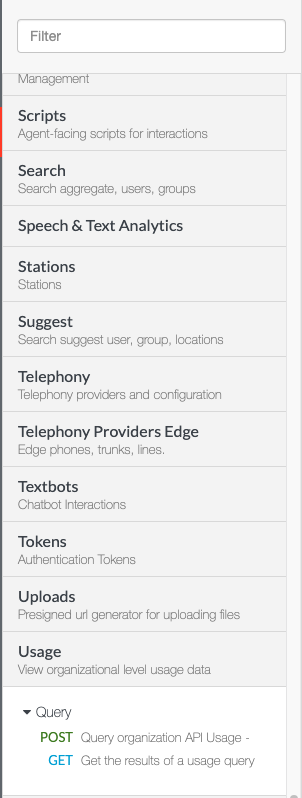 Filter
Management
Scripts
Agent-facing scripts for interactions
Search
Search aggregate, users, groups
Speech & Text Analytics
Stations
Stations
Suggest
Search suggest user, group, locations
Telephony
Telephony providers and configuration
Telephony Providers Edge
Edge phones, trunks, lines.
Textbots
Chatbot Interactions
Tokens
Authentication Tokens
Uploads
Presigned url generator for uploading files
Usage
View organizational level usage data
Query
POST Query organization API Usage -
GET Get the results of a usage query